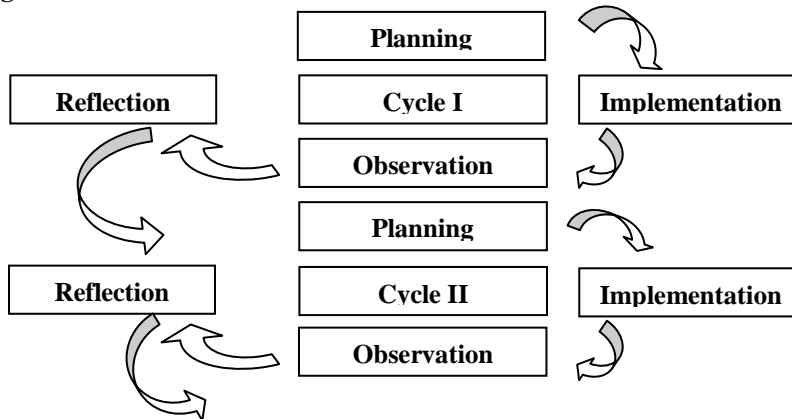 Planning
Reflection
Cycle I
Implementation
Observation
Planning
Reflection
Cycle II
Implementation
Observation